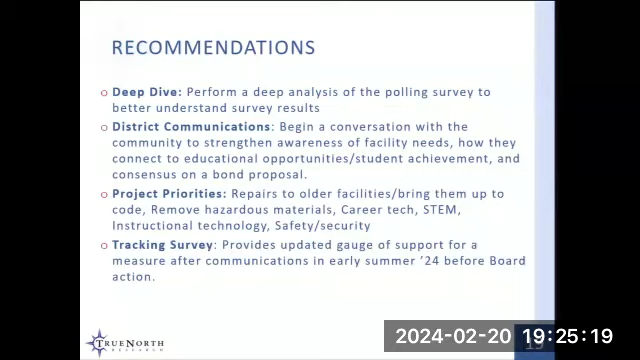 RECOMMENDATIONS
Deep Dive: Perform a deep analysis of the polling survey to
better understand survey results
District Communications: Begin a conversation with the
community to strengthen awareness of facility needs, how they
connect to educational opportunities/student achievement, and
consensus on a bond proposal.
Project Priorities: Repairs to older facilities/bring them up to
code, Remove hazardous materials, Career tech, STEM,
Instructional technology, Safety/security
Tracking Survey: Provides updated gauge of support for a
measure after communications in early summer '24 before Board
action.
TRUENORTH
RESEARCH
2024-02-20 19:25:19